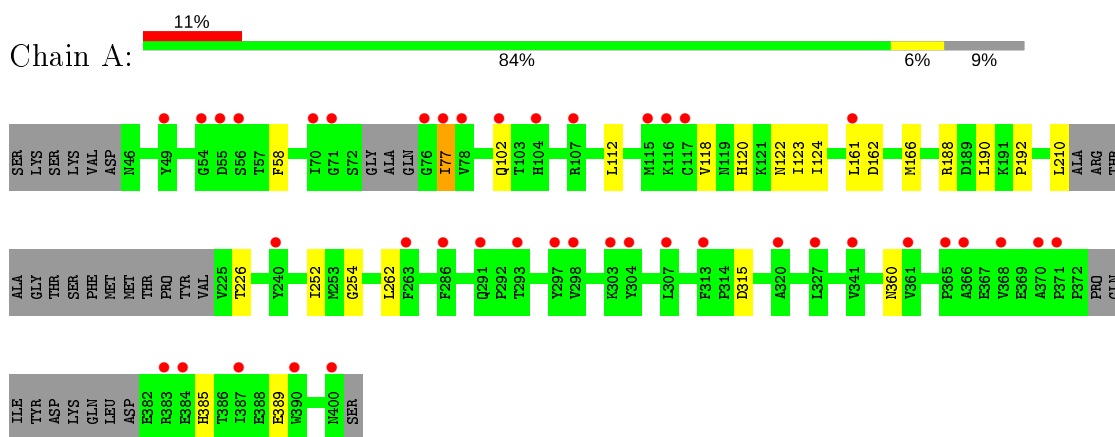 11%
Chain A:
84% 6% 9%
SER LYS SER LYS VAL ASP N46 Y49 G54 D55 S56 T57 F58 I70 G71 S72 GLY ALA GLN G76 I77 V78 Q102 T103 H104 R107 L112 M115 K116 C117 V118 N119 H120 K121 N122 I123 I124 L161 D162 M166 R188 D189 L190 K191 P192 L210 ALA ARG THR
ALA GLY THR SER PHE MET MET THR PRO TYR VAL V225 T226 Y240 I252 M253 G254 L262 F263 F286 Q291 P292 T293 Y297 V298 K303 Y304 L307 F313 P314 D315 A320 L327 V341 N360 V361 P365 A366 E367 V368 E369 A370 P371 P372 PRO GLN
ILE TYR ASP LYS GLN LEU ASP E382 R383 E384 H385 T386 I387 E388 E389 W390 N400 SER